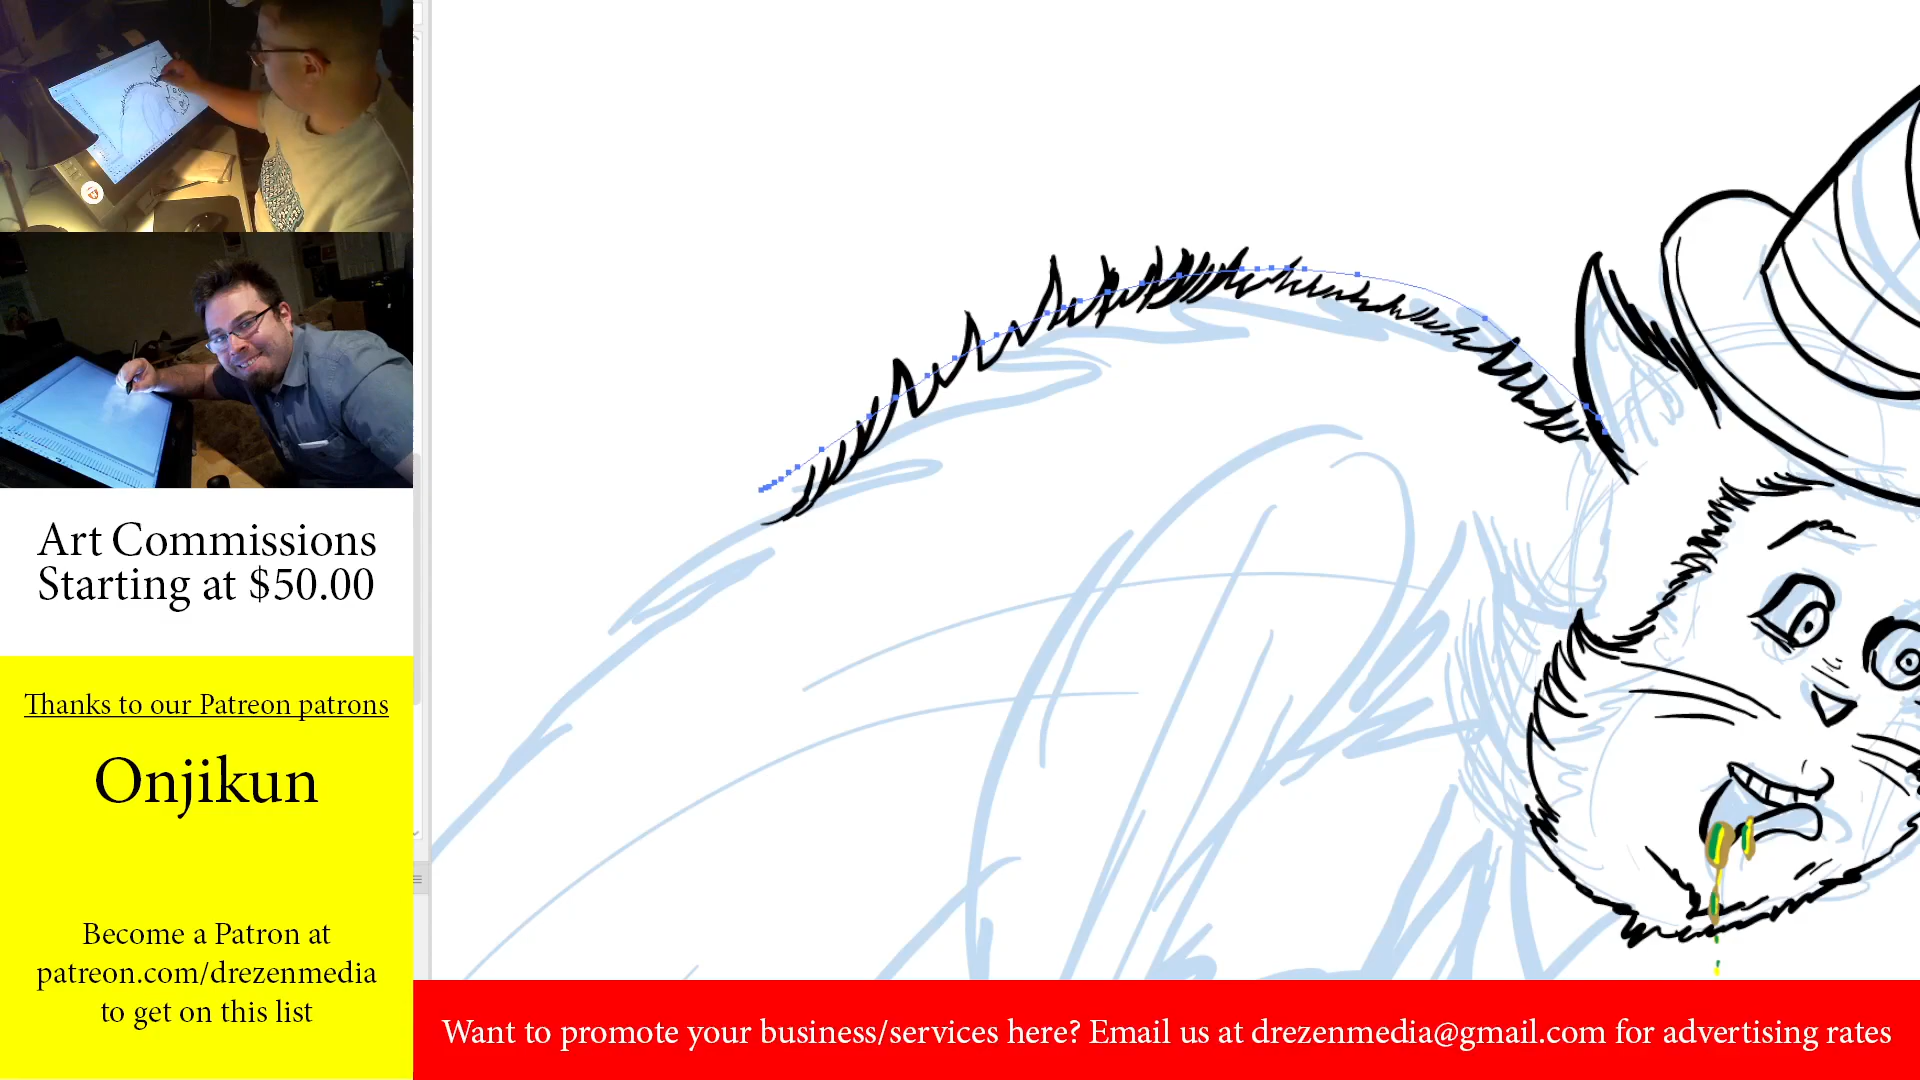 Art Commissions
Starting at $50.00
Thanks to our Patreon patrons
Onjikun
Become a Patron at
patreon.com/drezenmedia
to get on this list
Want to promote your business/services here? Email us at drezenmedia@gmail.com for advertising rates